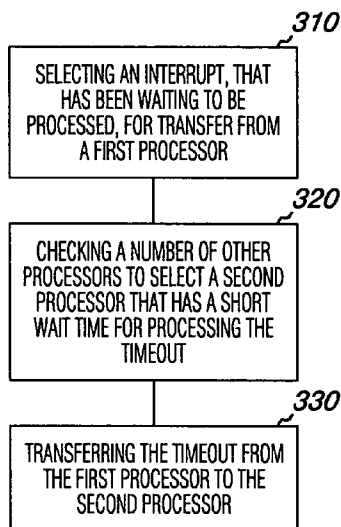 310
SELECTING AN INTERRUPT, THAT
HAS BEEN WAITING TO BE
PROCESSED, FOR TRANSFER FROM
A FIRST PROCESSOR
320
CHECKING A NUMBER OF OTHER
PROCESSORS TO SELECT A SECOND
PROCESSOR THAT HAS A SHORT
WAIT TIME FOR PROCESSING THE
TIMEOUT
330
TRANSFERRING THE TIMEOUT FROM
THE FIRST PROCESSOR TO THE
SECOND PROCESSOR